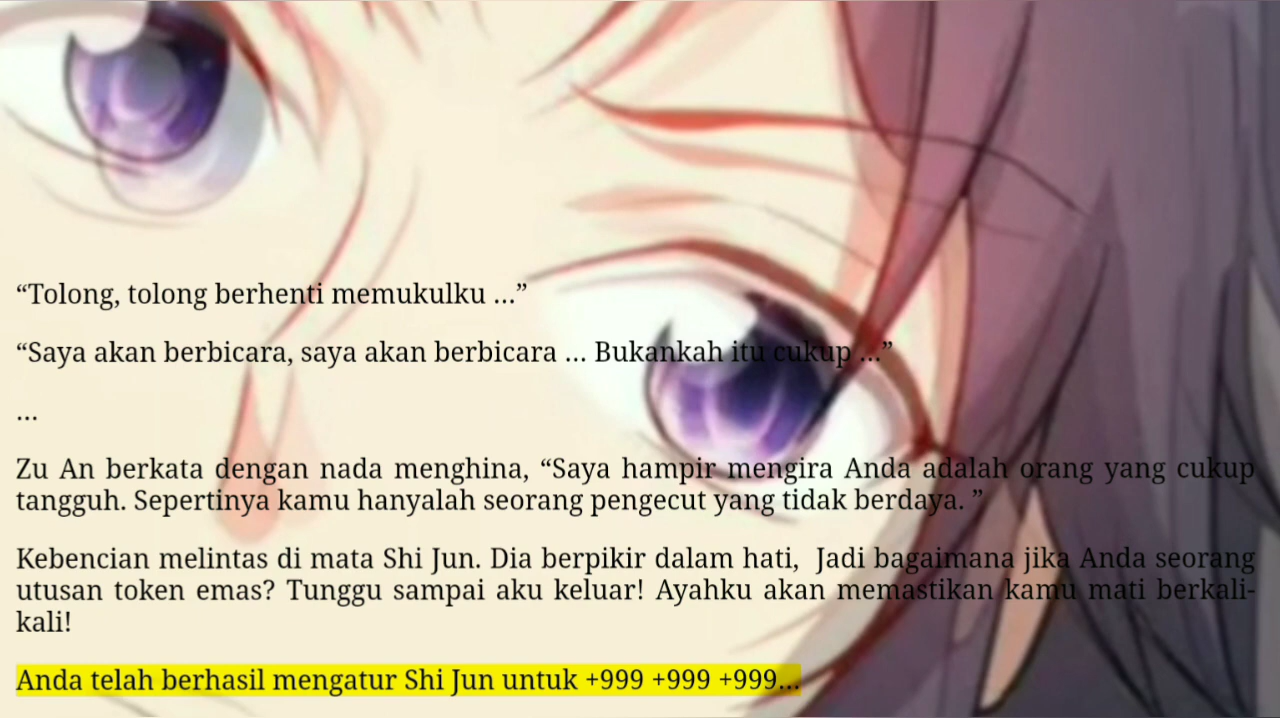 “Tolong, tolong berhenti memukulku ...”
“Saya akan berbicara, saya akan berbicara ... Bukankah itu cukup ...”
...
Zu An berkata dengan nada menghina, “Saya hampir mengira Anda adalah orang yang cukup
tangguh. Sepertinya kamu hanyalah seorang pengecut yang tidak berdaya. ”
Kebencian melintas di mata Shi Jun. Dia berpikir dalam hati,  Jadi bagaimana jika Anda seorang
utusan token emas? Tunggu sampai aku keluar! Ayahku akan memastikan kamu mati berkali-
kali!
Anda telah berhasil mengatur Shi Jun untuk +999 +999 +999...